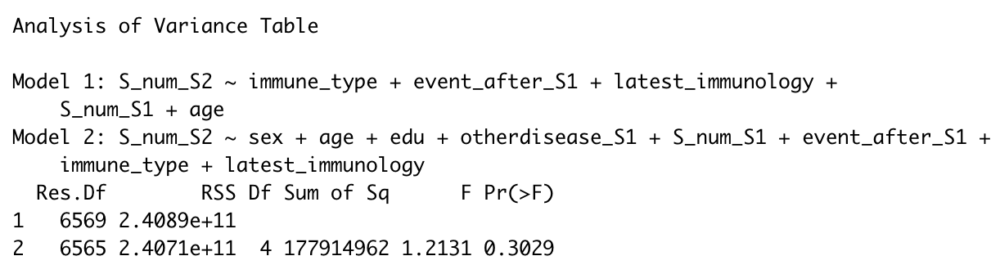 Analysis of Variance Table
Model 1: S_num_S2 ~ immune_type + event_after_S1 + latest_immunology +
S_num_S1 + age
Model 2: S_num_S2 ~ sex + age + edu + otherdisease_S1 + S_num_S1 + event_after_S1 +
immune_type + latest_immunology
Res.Df RSS Df Sum of Sq F Pr(>F)
1 6569 2.4089e+11
2 6565 2.4071e+11 4 177914962 1.2131 0.3029